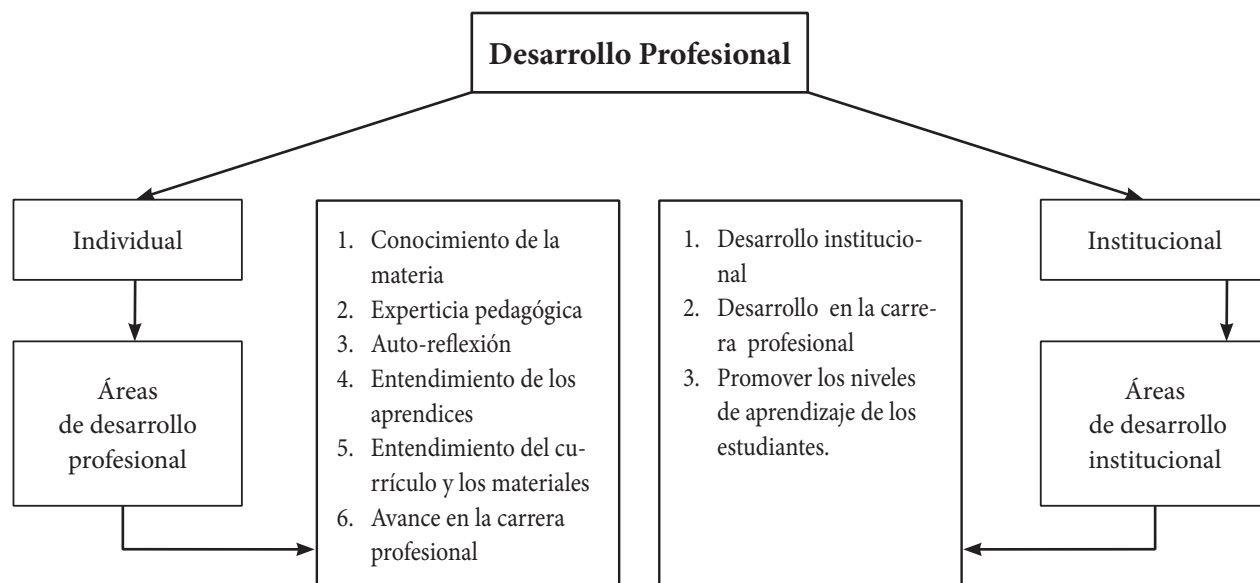 Desarrollo Profesional
Individual
Áreas
de desarrollo
profesional
1. Conocimiento de la
materia
2. Experticia pedagógica
3. Auto-reflexión
4. Entendimiento de los
aprendices
5. Entendimiento del cu-
rrículo y los materiales
6. Avance en la carrera
profesional
1. Desarrollo institucio-
nal
2. Desarrollo en la carre-
ra profesional
3. Promover los niveles
de aprendizaje de los
estudiantes.
Institucional
Áreas
de desarrollo
institucional